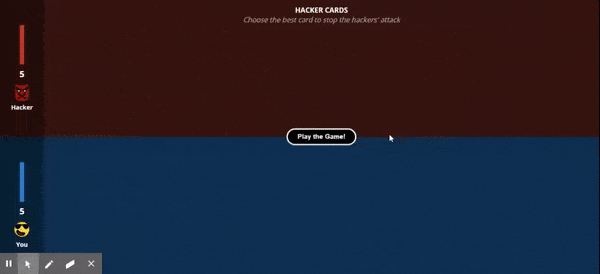 HACKER CARDS
Choose the best card to stop the hackers' attack
5
Hacker
Play the Game!
5
You